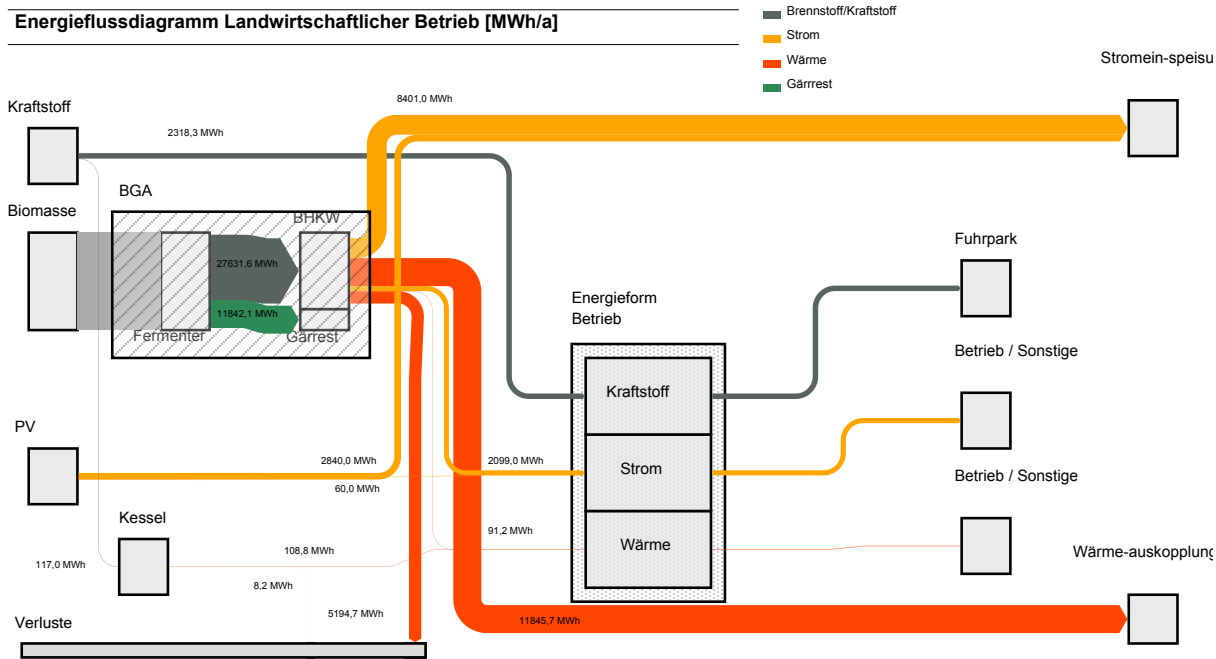 Energieflussdiagramm Landwirtschaftlicher Betrieb [MWh/a]
Brennstoff/Kraftstoff
Strom
Wärme
Gärrrest
Stromein-speisu
8401,0 MWh
Kraftstoff
2318,3 MWh
BGA
Biomasse
BHKW
27631,6 MWh
11842,1 MWh
Fermenter
Gärrest
Fuhrpark
Energieform
Betrieb
Betrieb / Sonstige
Kraftstoff
PV
2840,0 MWh
60,0 MWh
2099,0 MWh
Strom
Betrieb / Sonstige
Kessel
91,2 MWh
Wärme
108,8 MWh
117,0 MWh
8,2 MWh
Wärme-auskopplung
5194,7 MWh
11845,7 MWh
Verluste